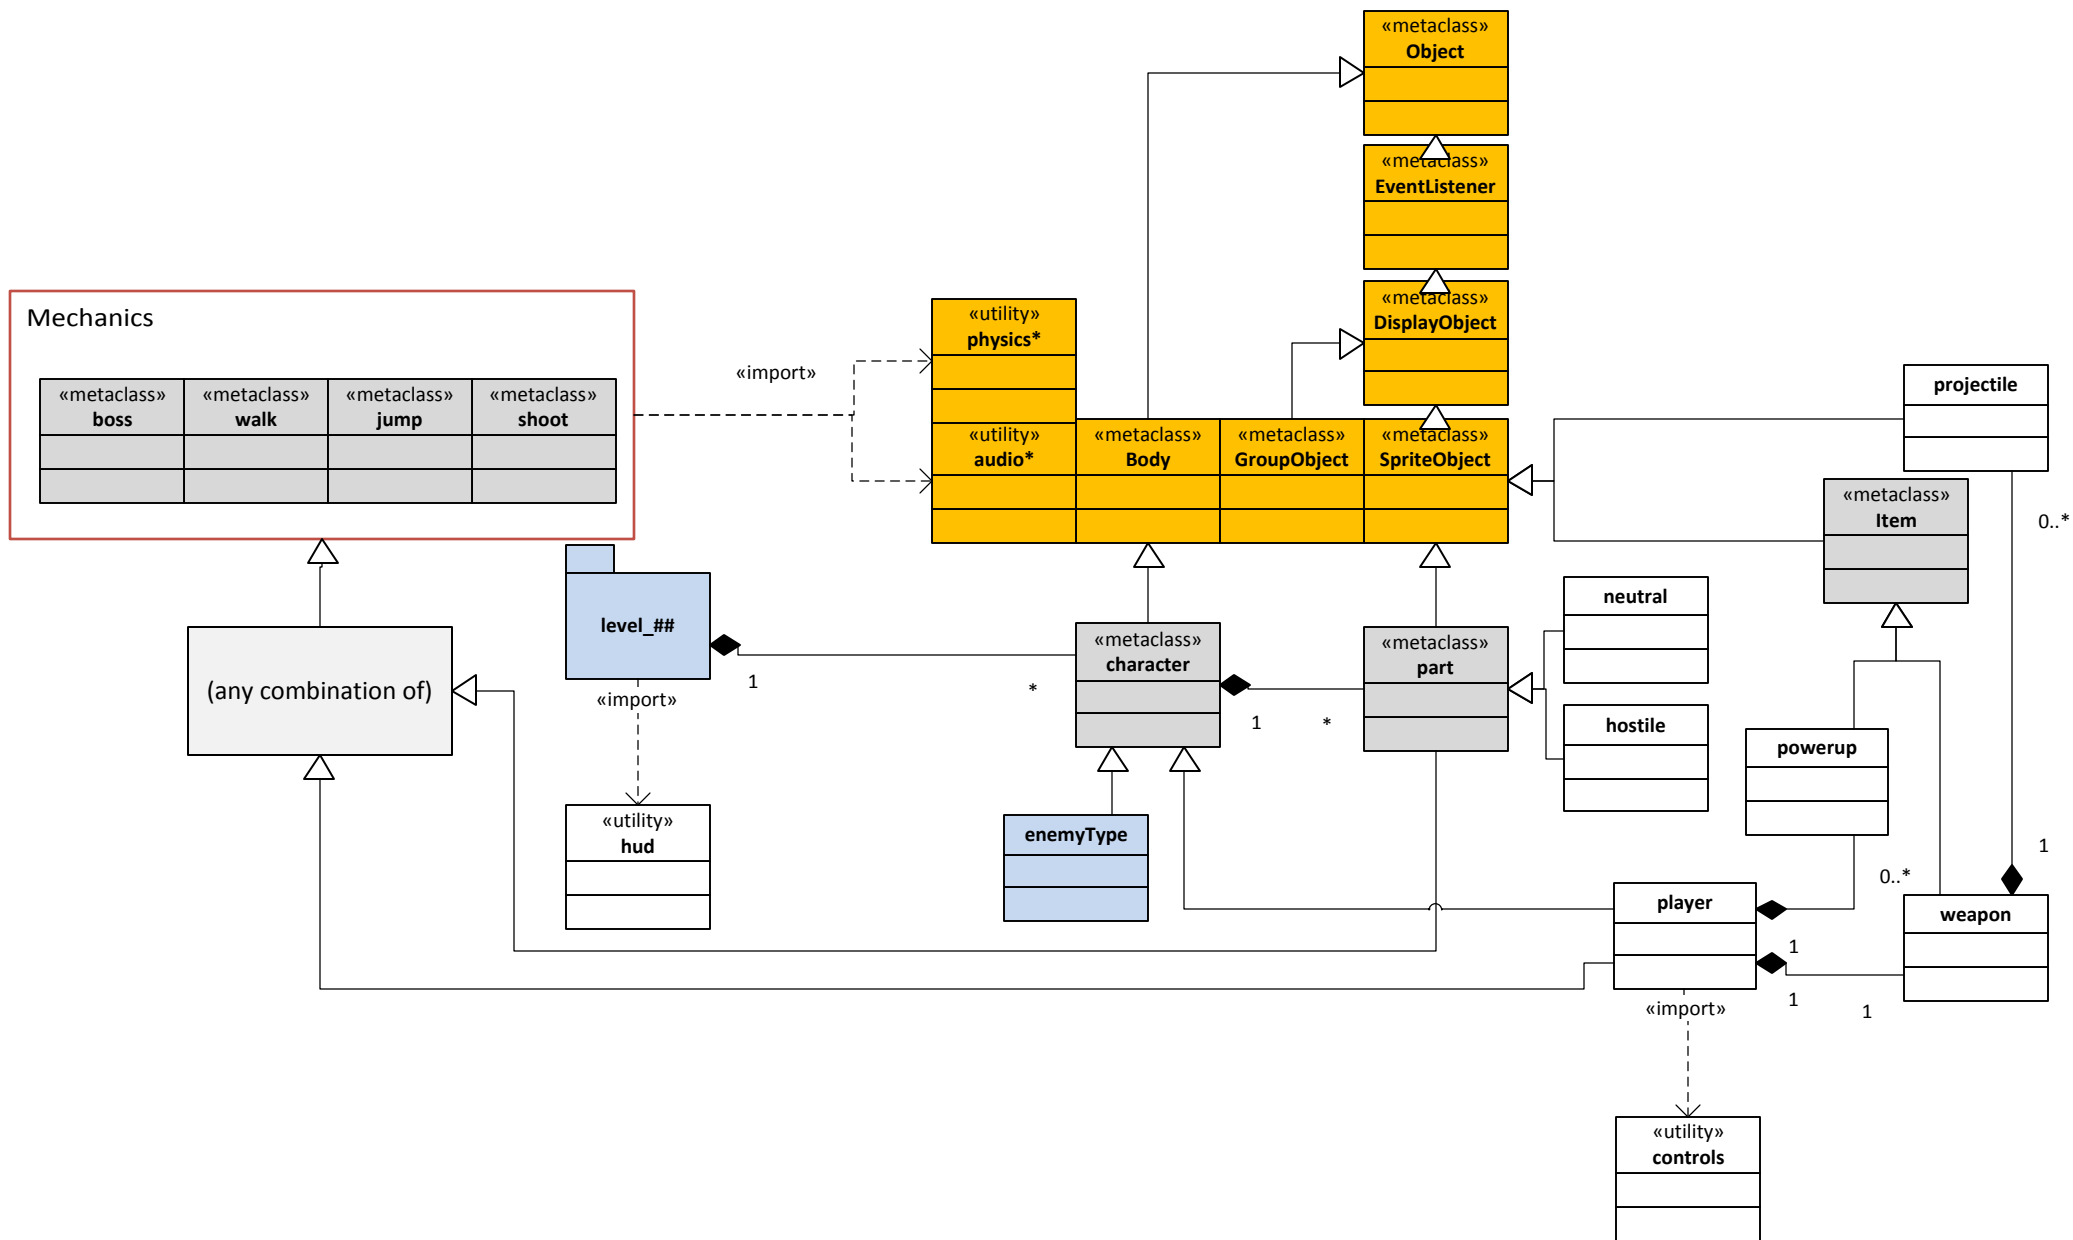 «metaclass»
Object
«metaclass»
EventListener
«metaclass»
DisplayObject
Mechanics
«metaclass»
boss
«metaclass»
walk
«metaclass»
jump
«metaclass»
shoot
«import»
«utility»
physics*
«utility»
audio*
«metaclass»
Body
«metaclass»
GroupObject
«metaclass»
SpriteObject
projectile
«metaclass»
Item
0..*
level_##
«import»
1
*
«metaclass»
character
1
*
«metaclass»
part
neutral
hostile
(any combination of)
powerup
«utility»
hud
enemyType
player
0..*
1
weapon
1
1
1
«import»
«utility»
controls